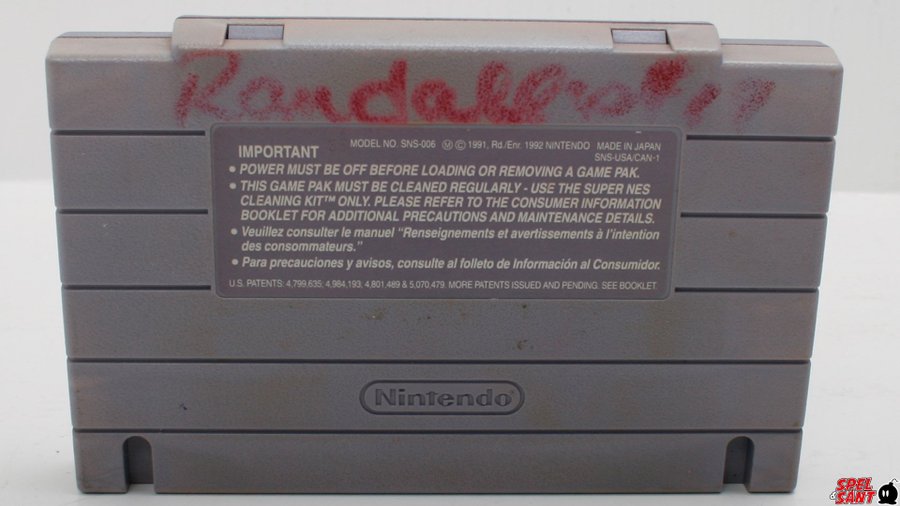 MODEL NO. SNS-006 Ⓜ © 1991, Rd./Enr. 1992 NINTENDO MADE IN JAPAN
IMPORTANT SNS-USA/CAN-1
• POWER MUST BE OFF BEFORE LOADING OR REMOVING A GAME PAK.
• THIS GAME PAK MUST BE CLEANED REGULARLY - USE THE SUPER NES
CLEANING KIT™ ONLY. PLEASE REFER TO THE CONSUMER INFORMATION
BOOKLET FOR ADDITIONAL PRECAUTIONS AND MAINTENANCE DETAILS.
• Veuillez consulter le manuel “Renseignements et avertissements à l'intention
des consommateurs.”
• Para precauciones y avisos, consulte al folleto de Información al Consumidor.
U.S. PATENTS: 4,799,635; 4,984,193; 4,801,489 & 5,070,479. MORE PATENTS ISSUED AND PENDING. SEE BOOKLET.
Nintendo
SPEL
SANT